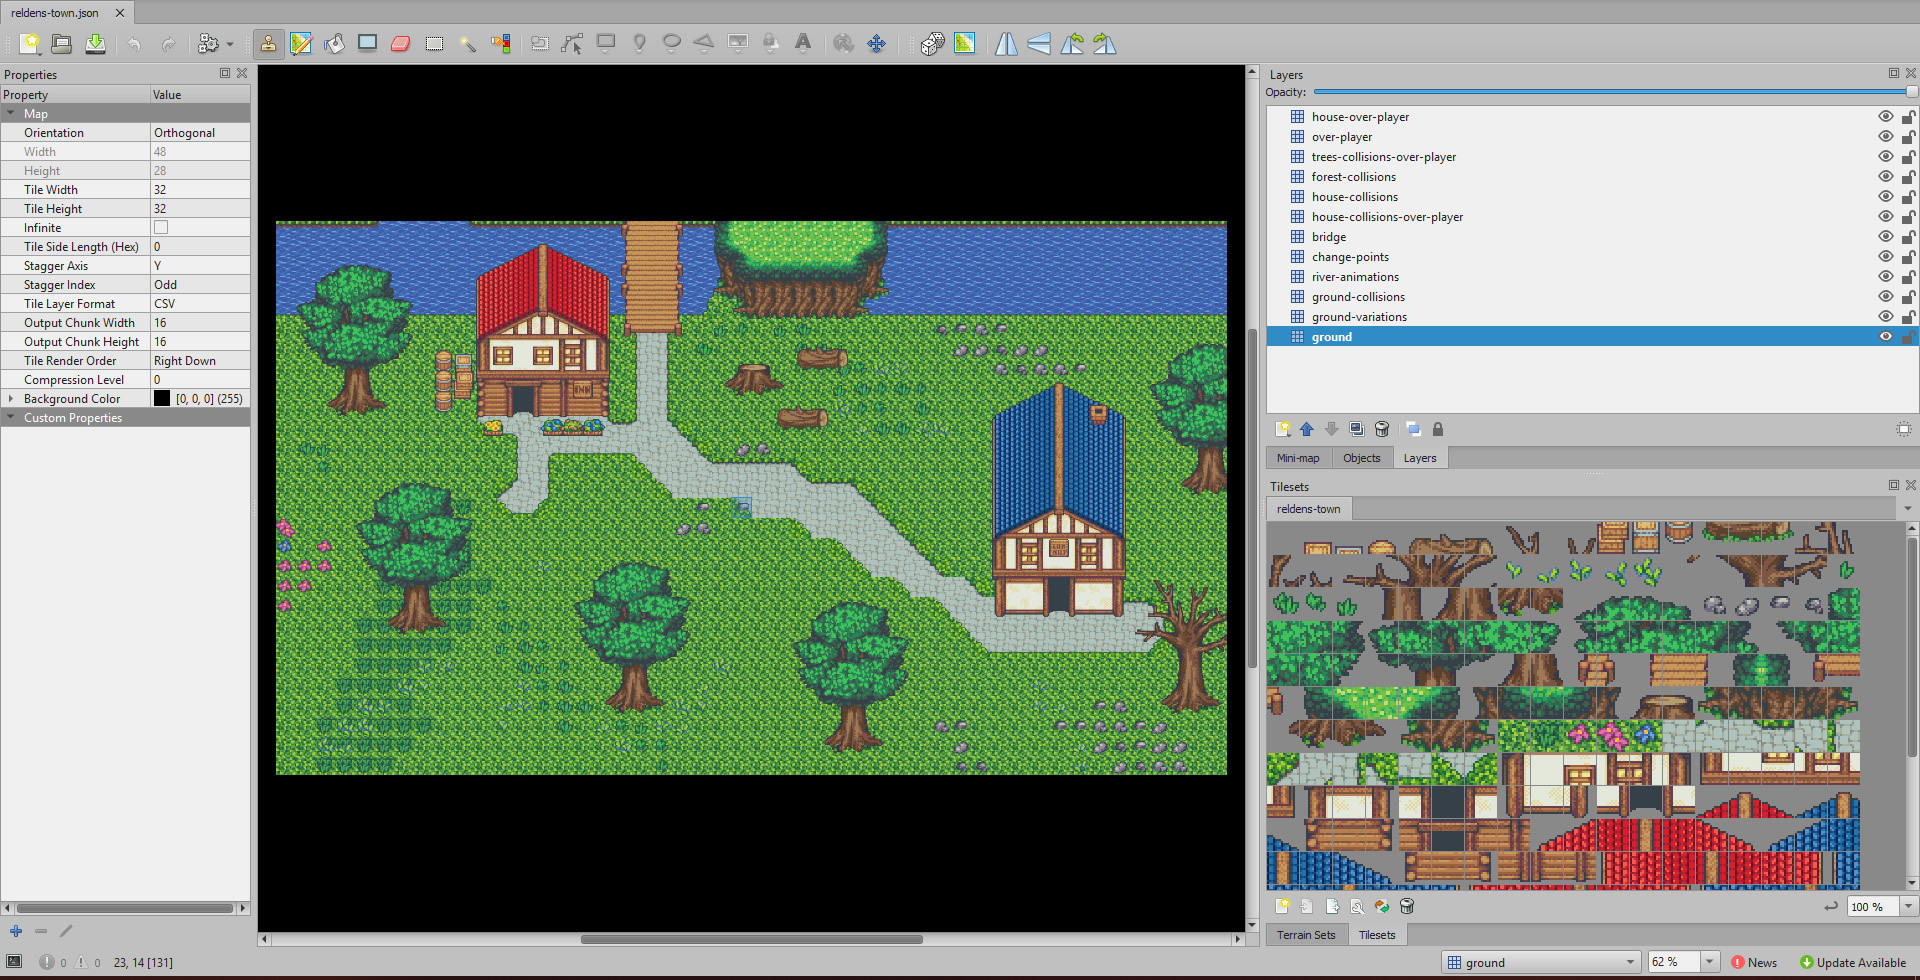 reldens-town.json
Properties
Property Value
Map
Orientation Orthogonal
Width 48
Height 28
Tile Width 32
Tile Height 32
Infinite
Tile Side Length (Hex) 0
Stagger Axis Y
Stagger Index Odd
Tile Layer Format CSV
Output Chunk Width 16
Output Chunk Height 16
Tile Render Order Right Down
Compression Level 0
Background Color [0, 0, 0] (255)
Custom Properties
INN
Layers
Opacity:
house-over-player
over-player
trees-collisions-over-player
forest-collisions
house-collisions
house-collisions-over-player
bridge
change-points
river-animations
ground-collisions
ground-variations
ground
Mini-map Objects Layers
Tilesets
reldens-town
100 %
Terrain Sets Tilesets
0 0 23, 14 [131]
ground 62 % News Update Available